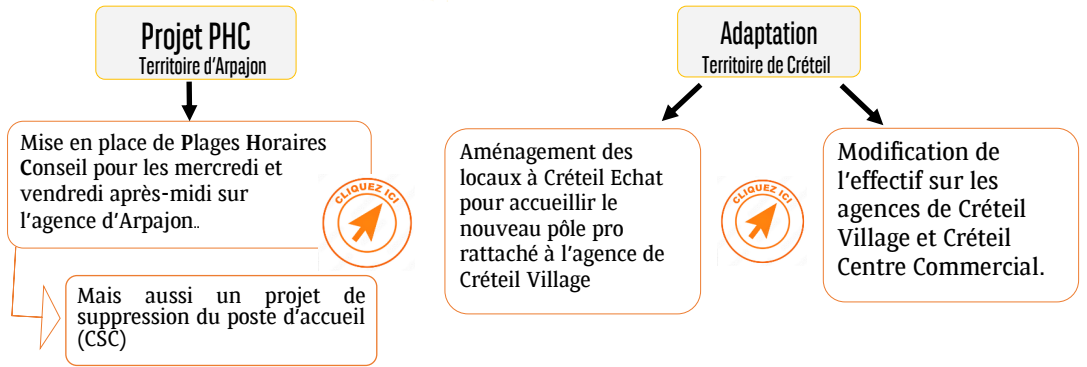 Projet PHC
Territoire d'Arpajon
Mise en place de Plages Horaires
Conseil pour les mercredi et
vendredi après-midi sur
l'agence d'Arpajon..
CLIQUEZ ICI
Mais aussi un projet de
suppression du poste d'accueil
(CSC)
Adaptation
Territoire de Créteil
Aménagement des
locaux à Créteil Echat
pour accueillir le
nouveau pôle pro
rattaché à l'agence de
Créteil Village
CLIQUEZ ICI
Modification de
l'effectif sur les
agences de Créteil
Village et Créteil
Centre Commercial.